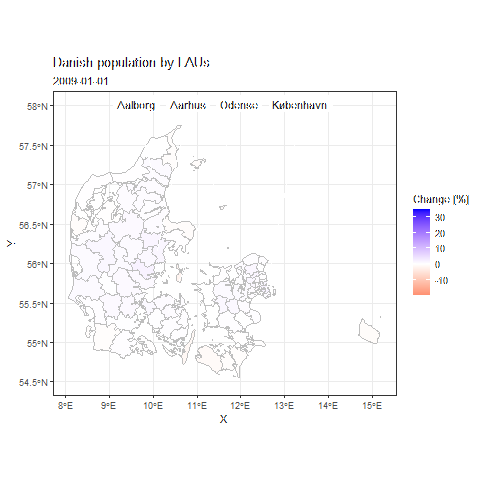 Danish population by LAUs
2009-01-01
Aalborg Aarhus Odense København
58°N
57.5°N
57°N
56.5°N
56°N
55.5°N
55°N
54.5°N
Y
8°E 9°E 10°E 11°E 12°E 13°E 14°E 15°E
X
Change [%]
30
20
10
0
-10